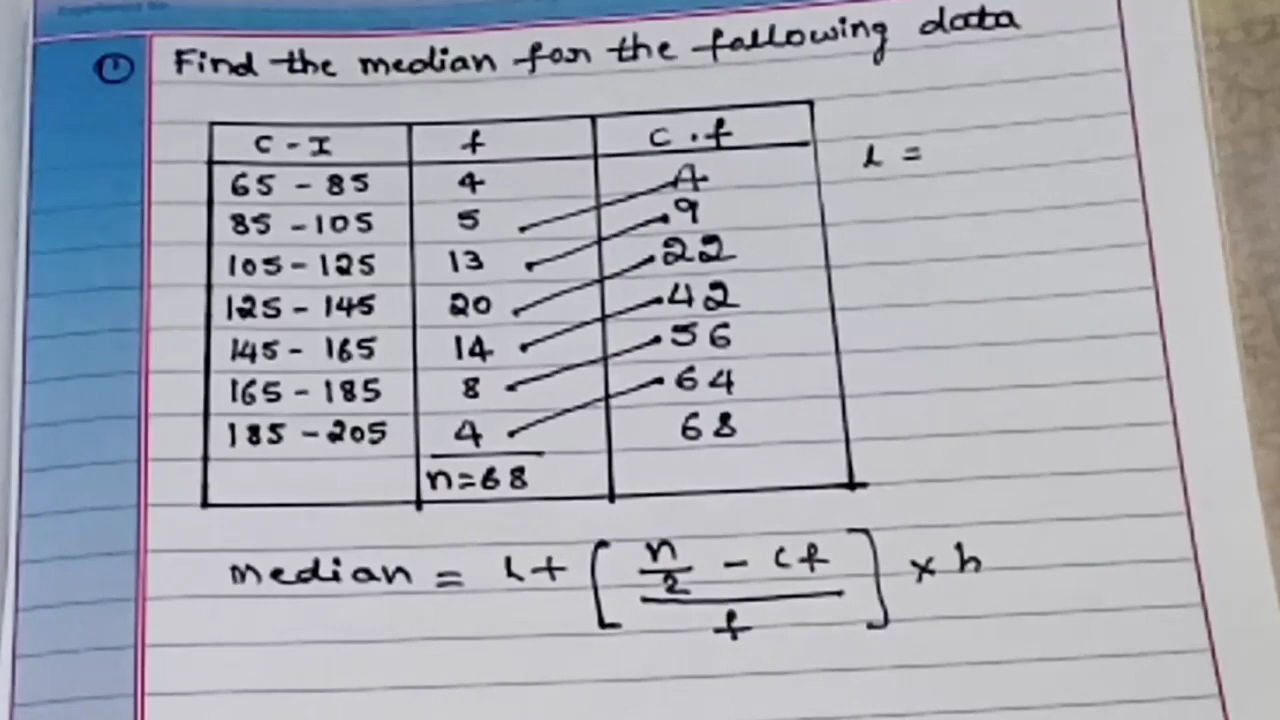 ① Find the median for the following data
C - I f C.f
65 - 85 4 4
85 - 105 5 9
105 - 125 13 22
125 - 145 20 42
145 - 165 14 56
165 - 185 8 64
185 - 205 4 68
n=68
l =
median = l + [ n/2 - cf / f ] × h